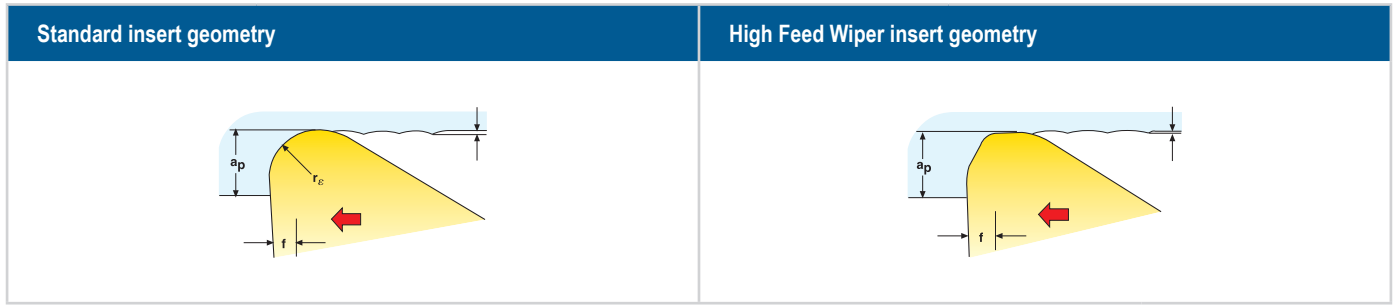 Standard insert geometry
High Feed Wiper insert geometry
ap
rε
f
ap
f